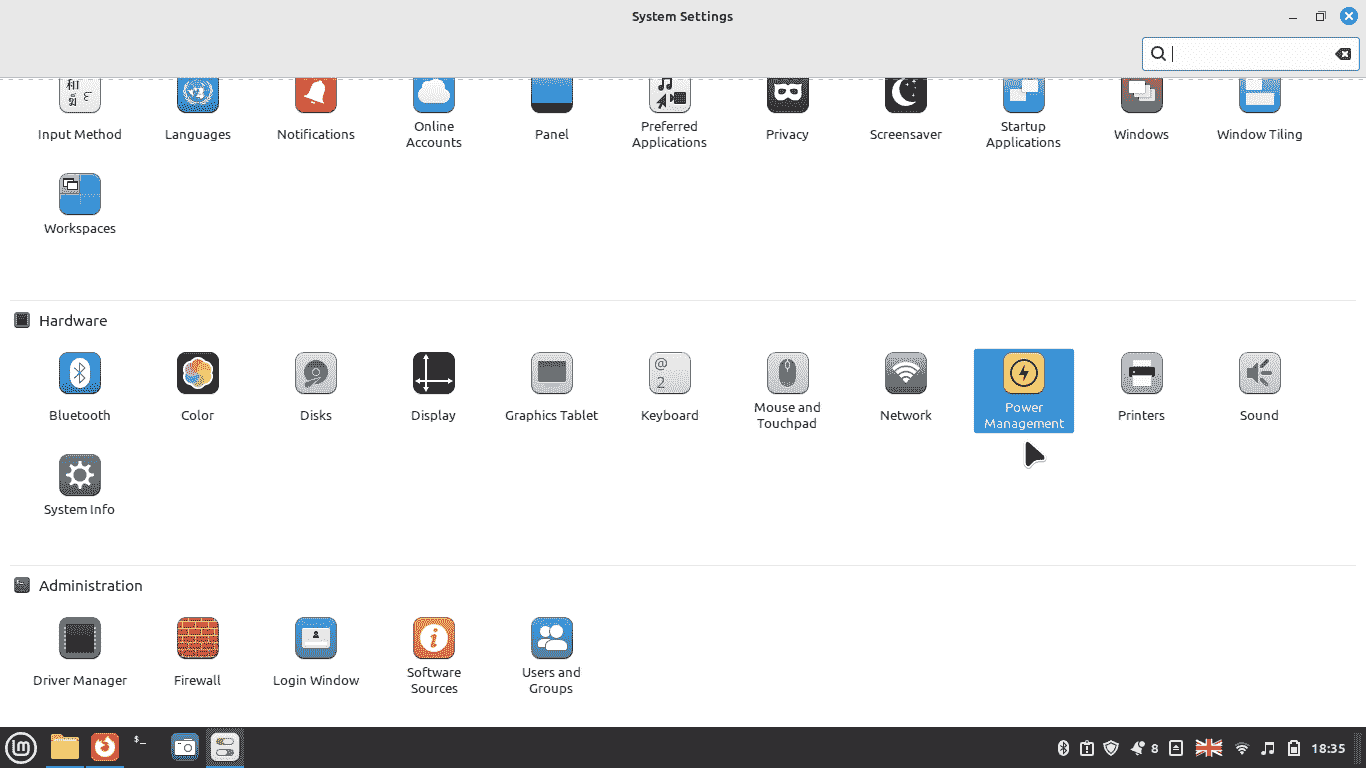 System Settings
Input Method
Languages
Notifications
Online
Accounts
Panel
Preferred
Applications
Privacy
Screensaver
Startup
Applications
Windows
Window Tiling
Workspaces
Hardware
@
2
Bluetooth
Color
Disks
Display
Graphics Tablet
Keyboard
Mouse and
Touchpad
Network
Power
Management
Printers
Sound
System Info
Administration
Driver Manager
Firewall
Login Window
Software
Sources
Users and
Groups
8
18:35